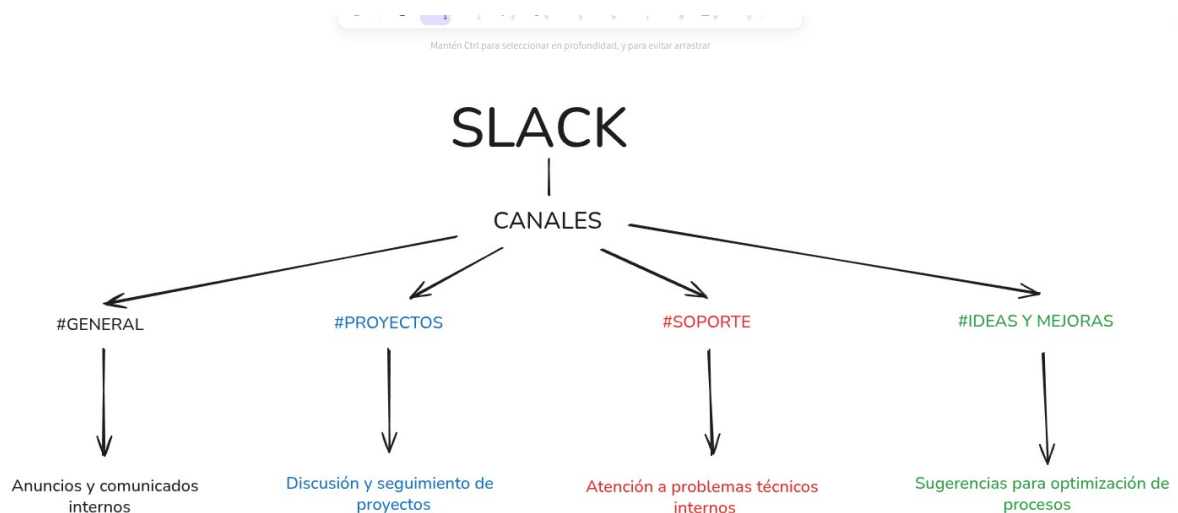 Mantén Ctrl para seleccionar en profundidad, y para evitar arrastrar
SLACK
CANALES
#GENERAL
#PROYECTOS
#SOPORTE
#IDEAS Y MEJORAS
Anuncios y comunicados
internos
Discusión y seguimiento de
proyectos
Atención a problemas técnicos
internos
Sugerencias para optimización de
procesos